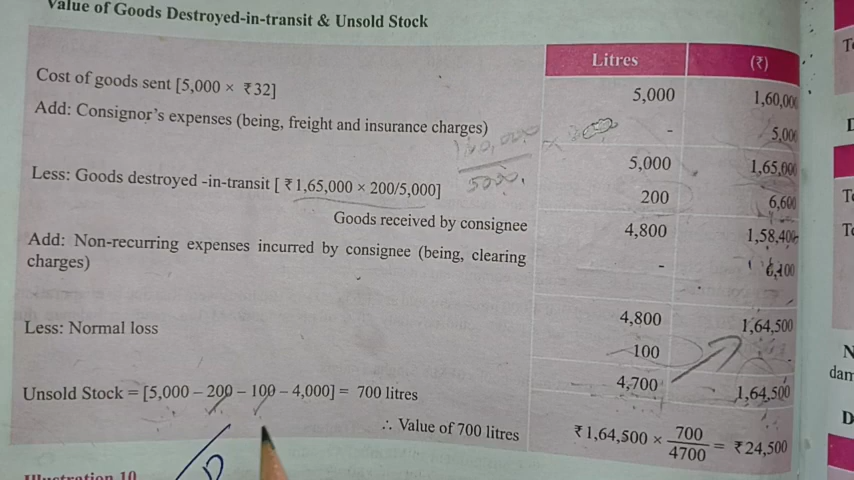 Value of Goods Destroyed-in-transit & Unsold Stock
Litres (₹)
Cost of goods sent [5,000 × ₹32] 5,000 1,60,000
Add: Consignor's expenses (being, freight and insurance charges) - 5,000
5,000 1,65,000
Less: Goods destroyed -in-transit [ ₹1,65,000 × 200/5,000] 200 6,600
Goods received by consignee 4,800 1,58,400
Add: Non-recurring expenses incurred by consignee (being, clearing
charges) - 6,100
4,800 1,64,500
Less: Normal loss 100
4,700 1,64,500
Unsold Stock = [5,000 – 200 – 100 – 4,000] = 700 litres
∴ Value of 700 litres ₹1,64,500 × 700/4700 = ₹24,500
Illustration 10